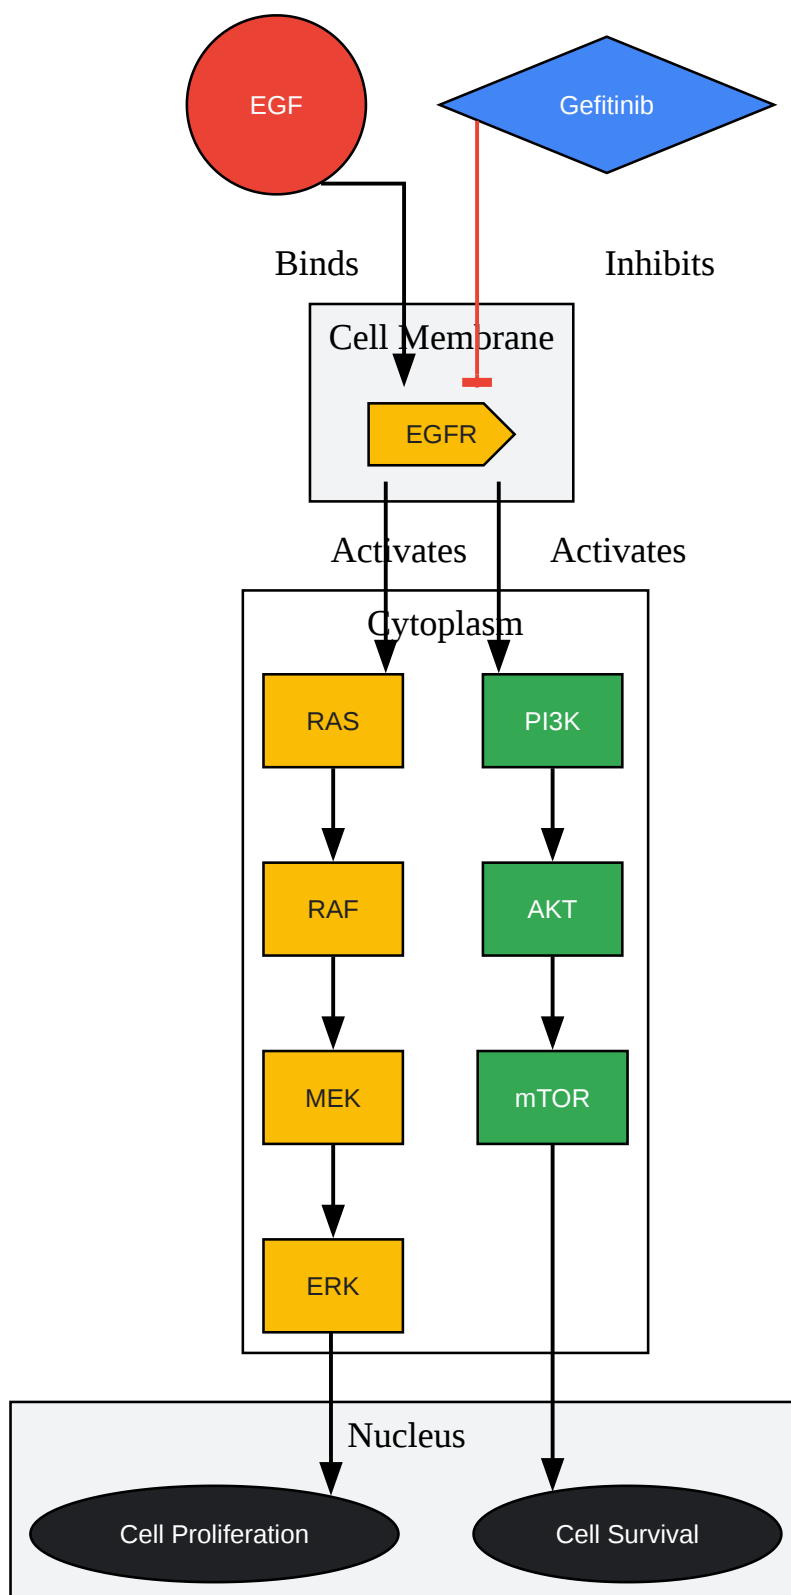 EGF
Gefitinib
Binds
Inhibits
Cell Membrane
EGFR
Activates
Activates
Cytoplasm
RAS
PI3K
RAF
AKT
MEK
mTOR
ERK
Nucleus
Cell Proliferation
Cell Survival